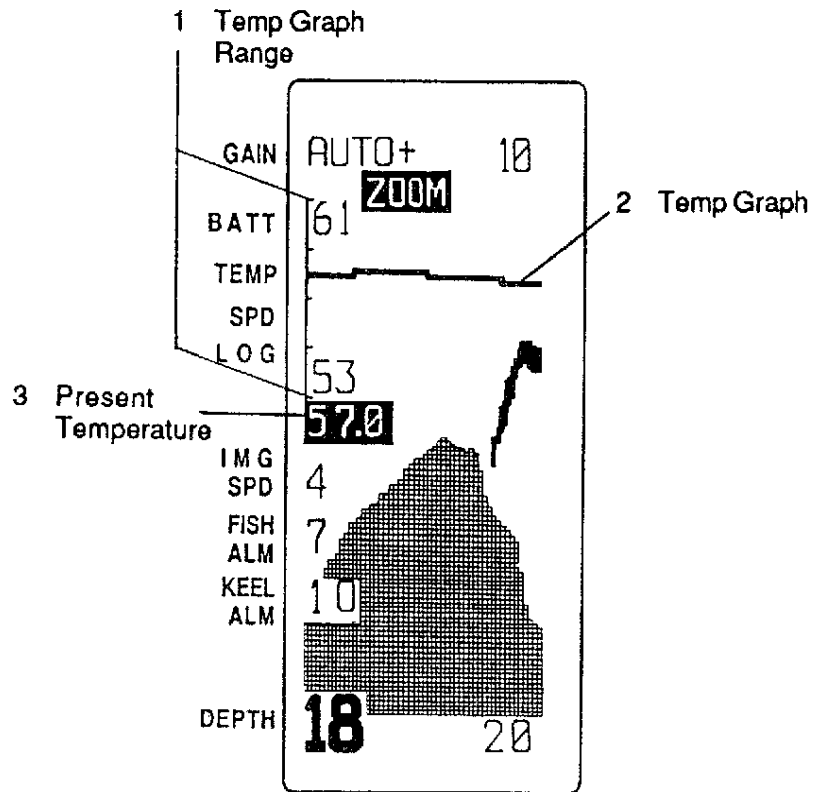 1 Temp Graph
Range
GAIN AUTO+ 10
ZOOM
BATT 61
2 Temp Graph
TEMP
SPD
LOG
53
3 Present
Temperature
57.0
IMG
SPD 4
FISH
ALM 7
KEEL
ALM 10
DEPTH 18 20